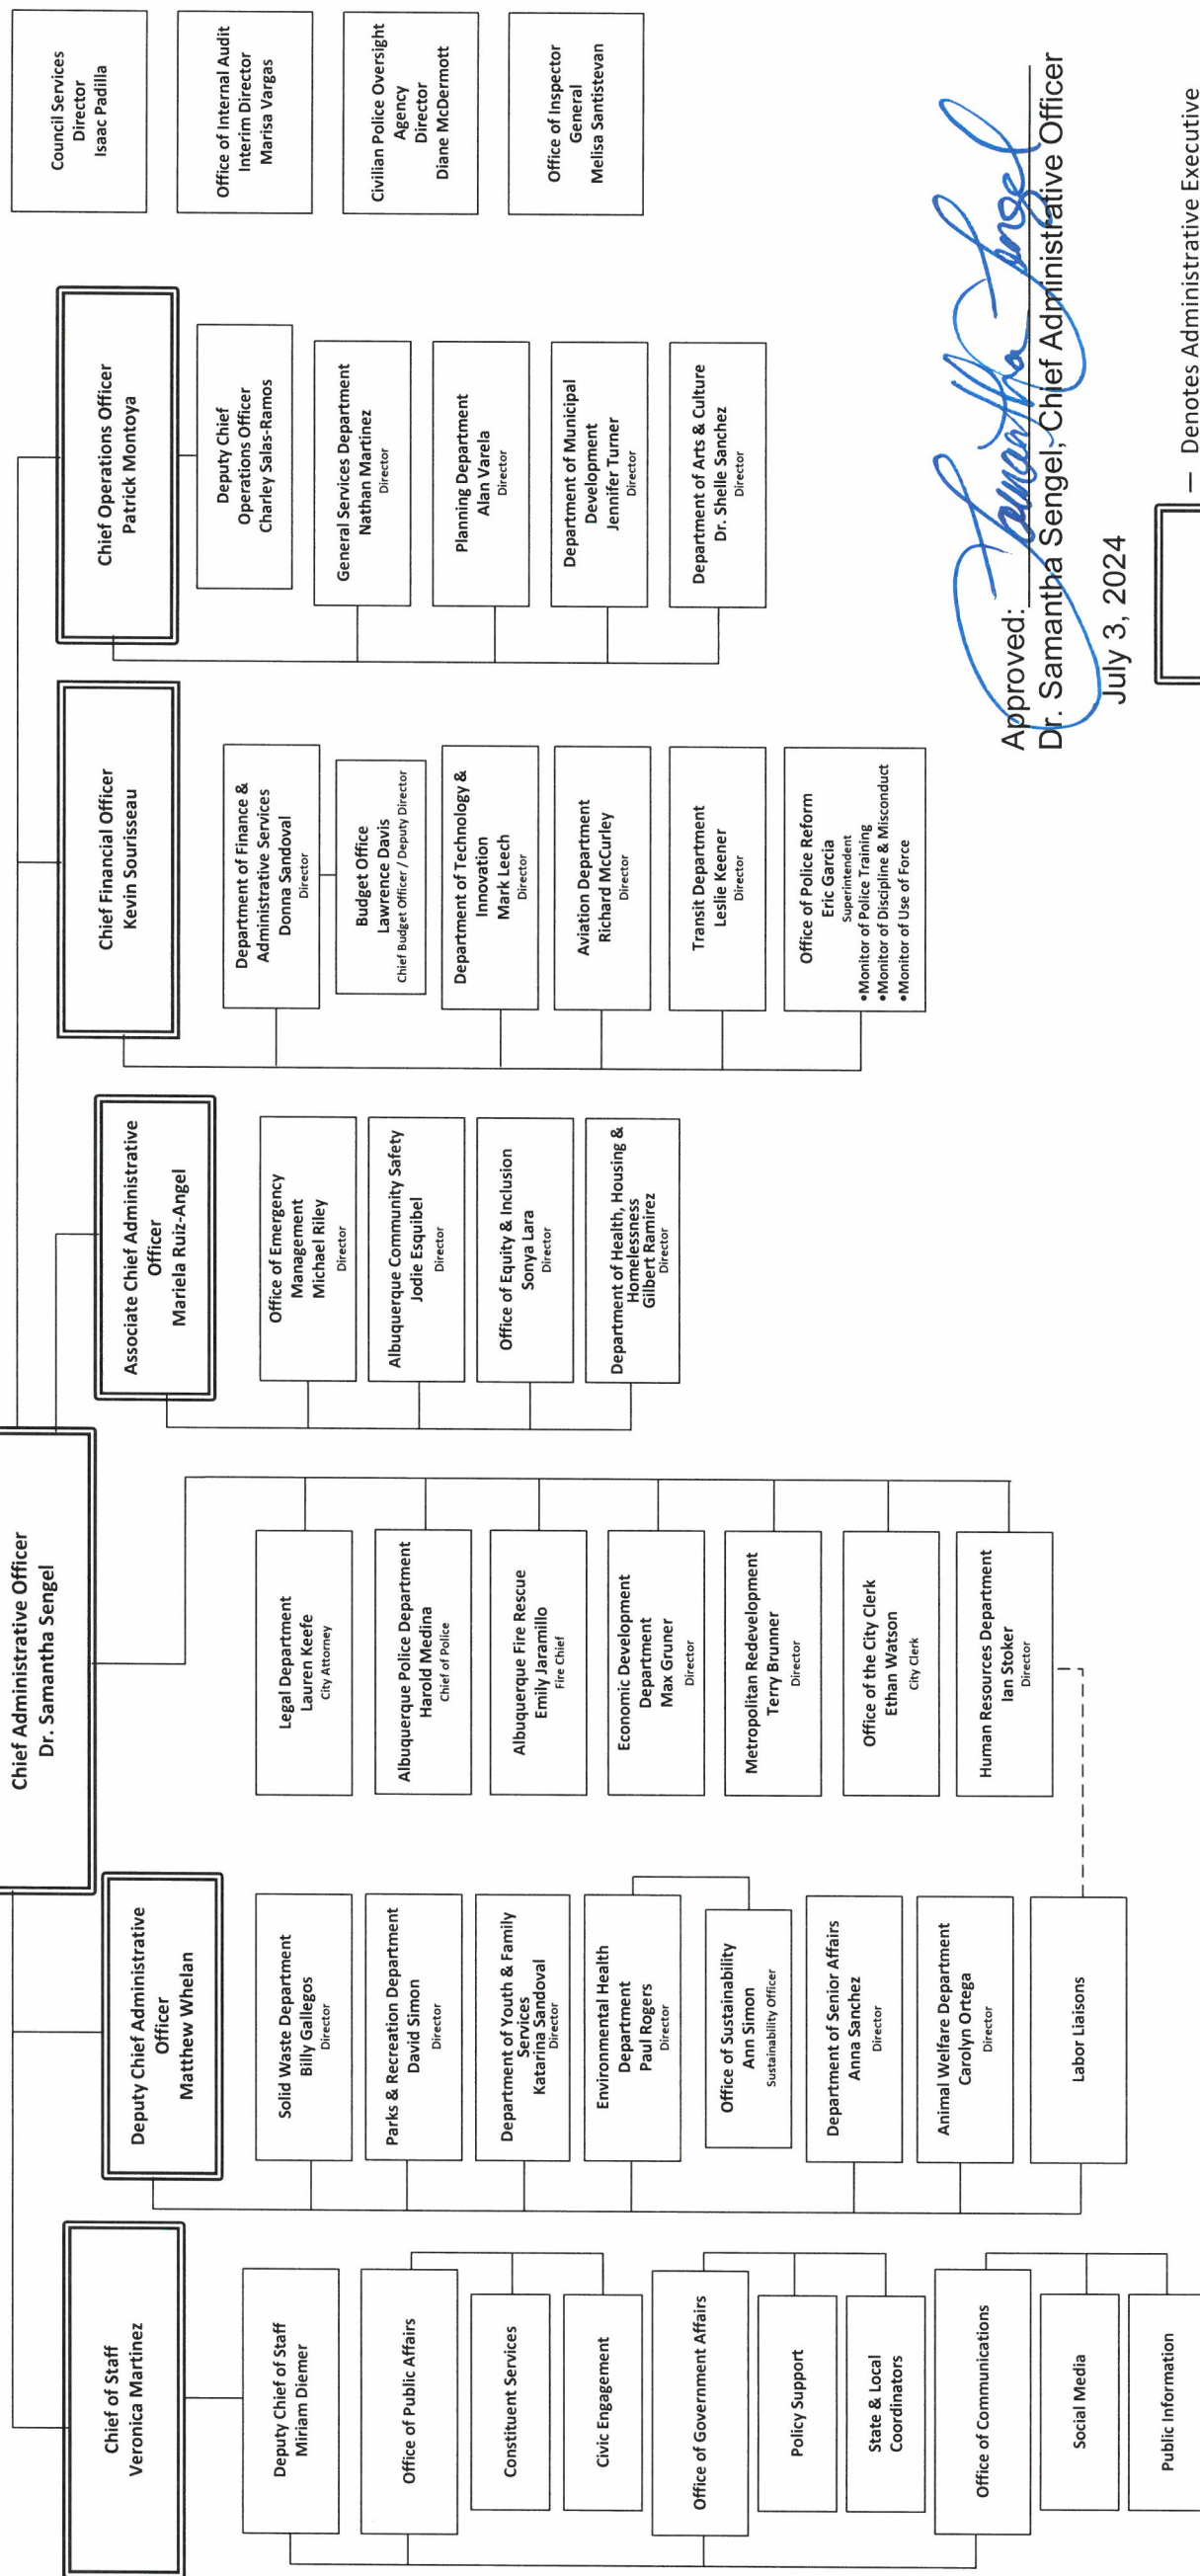 Chief Administrative Officer
Dr. Samantha Sengel
Chief of Staff
Veronica Martinez
Deputy Chief of Staff
Miriam Diemer
Office of Public Affairs
Constituent Services
Civic Engagement
Office of Government Affairs
Policy Support
State & Local
Coordinators
Office of Communications
Social Media
Public Information
Deputy Chief Administrative
Officer
Matthew Whelan
Solid Waste Department
Billy Gallegos
Director
Parks & Recreation Department
David Simon
Director
Department of Youth & Family
Services
Katarina Sandoval
Director
Environmental Health
Department
Paul Rogers
Director
Office of Sustainability
Ann Simon
Sustainability Officer
Department of Senior Affairs
Anna Sanchez
Director
Animal Welfare Department
Carolyn Ortega
Director
Labor Liaisons
Legal Department
Lauren Keefe
City Attorney
Albuquerque Police Department
Harold Medina
Chief of Police
Albuquerque Fire Rescue
Emily Jaramillo
Fire Chief
Economic Development
Department
Max Gruner
Director
Metropolitan Redevelopment
Terry Brunner
Director
Office of the City Clerk
Ethan Watson
City Clerk
Human Resources Department
Ian Stoker
Director
Associate Chief Administrative
Officer
Mariela Ruiz-Angel
Office of Emergency
Management
Michael Riley
Director
Albuquerque Community Safety
Jodie Esquibel
Director
Office of Equity & Inclusion
Sonya Lara
Director
Department of Health, Housing &
Homelessness
Gilbert Ramirez
Director
Chief Financial Officer
Kevin Sourisseau
Department of Finance &
Administrative Services
Donna Sandoval
Director
Budget Office
Lawrence Davis
Chief Budget Officer / Deputy Director
Department of Technology &
Innovation
Mark Leech
Director
Aviation Department
Richard McCurley
Director
Transit Department
Leslie Keener
Director
Office of Police Reform
Eric Garcia
Superintendent
•Monitor of Police Training
•Monitor of Discipline & Misconduct
•Monitor of Use of Force
Chief Operations Officer
Patrick Montoya
Deputy Chief
Operations Officer
Charley Salas-Ramos
General Services Department
Nathan Martinez
Director
Planning Department
Alan Varela
Director
Department of Municipal
Development
Jennifer Turner
Director
Department of Arts & Culture
Dr. Shelle Sanchez
Director
Council Services
Director
Isaac Padilla
Office of Internal Audit
Interim Director
Marisa Vargas
Civilian Police Oversight
Agency
Director
Diane McDermott
Office of Inspector
General
Melisa Santistevan
Approved: Samantha Sengel
Dr. Samantha Sengel, Chief Administrative Officer
July 3, 2024
– Denotes Administrative Executive